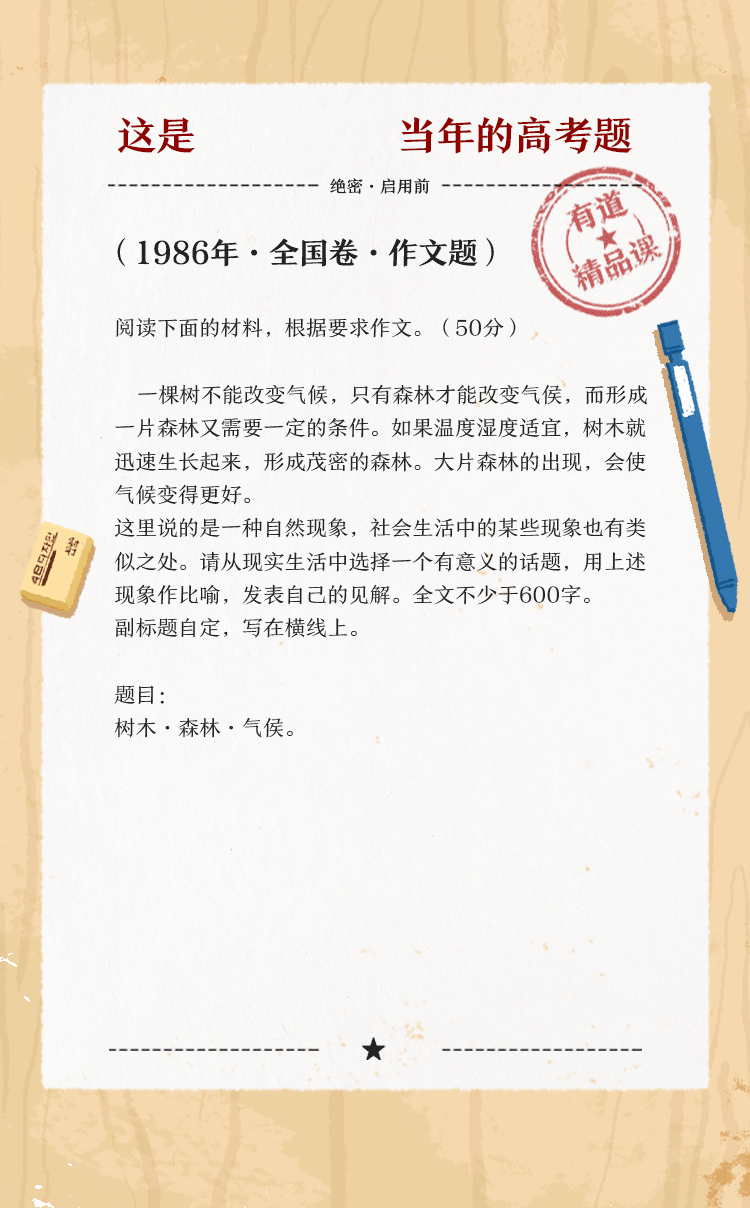 这是 当年的高考题
绝密·启用前
有道
精品课
（1986年·全国卷·作文题）
阅读下面的材料，根据要求作文。（50分）
一棵树不能改变气候，只有森林才能改变气侯，而形成
一片森林又需要一定的条件。如果温度湿度适宜，树木就
迅速生长起来，形成茂密的森林。大片森林的出现，会使
气候变得更好。
这里说的是一种自然现象，社会生活中的某些现象也有类
似之处。请从现实生活中选择一个有意义的话题，用上述
现象作比喻，发表自己的见解。全文不少于600字。
副标题自定，写在横线上。
题目：
树木·森林·气侯。